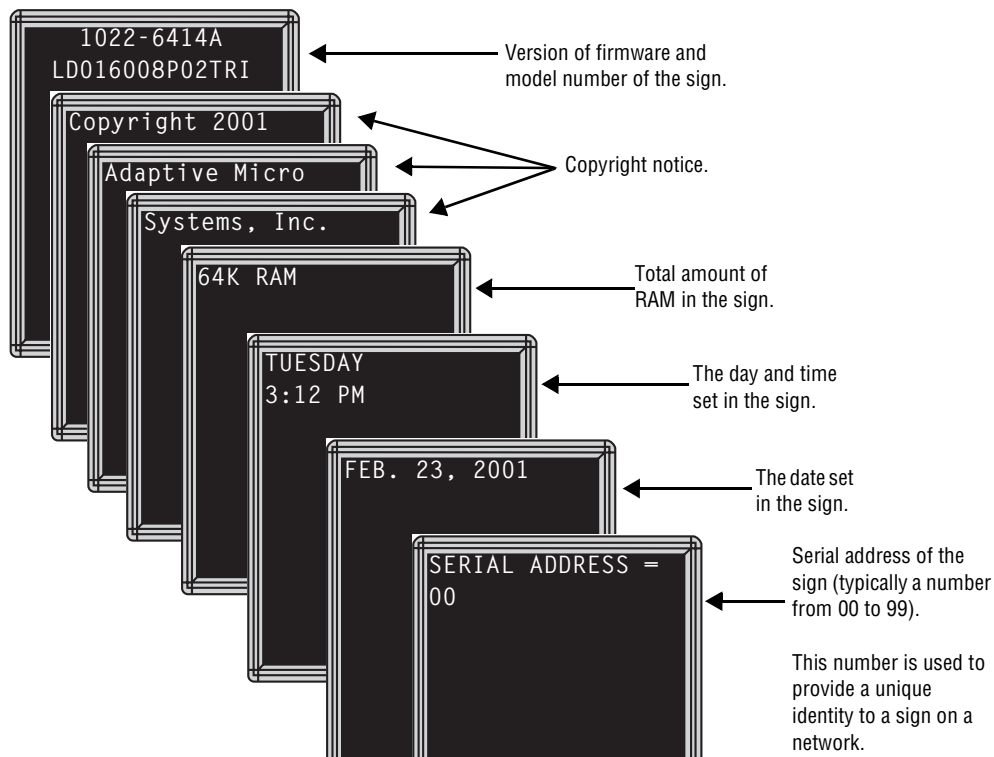 1022-6414A
LD016008P02TRI
Version of firmware and
model number of the sign.
Copyright 2001
Adaptive Micro
Systems, Inc.
Copyright notice.
64K RAM
Total amount of
RAM in the sign.
TUESDAY
3:12 PM
The day and time
set in the sign.
FEB. 23, 2001
The date set
in the sign.
SERIAL ADDRESS =
00
Serial address of the
sign (typically a number
from 00 to 99).
This number is used to
provide a unique
identity to a sign on a
network.